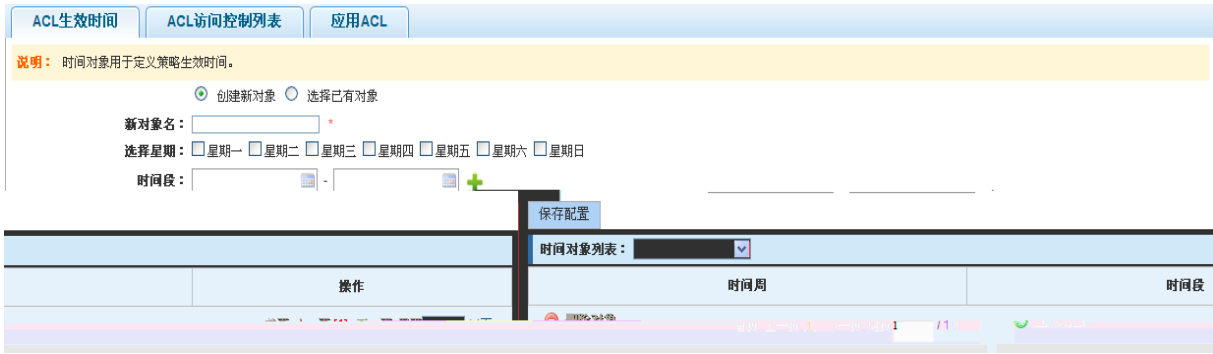 ACL生效时间 ACL访问控制列表 应用ACL
说明： 时间对象用于定义策略生效时间。
创建新对象 选择已有对象
新对象名： *
选择星期： 星期一 星期二 星期三 星期四 星期五 星期六 星期日
时间段： -
保存配置
时间对象列表：
操作 时间周 时间段
删除对象
1 / 1